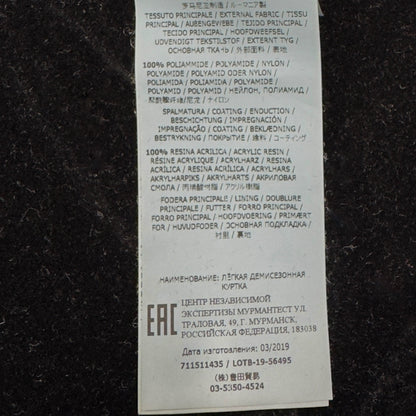 罗马尼亚制造 / ルーマニア製
TESSUTO PRINCIPALE / EXTERNAL FABRIC / TISSU
PRINCIPAL / AUßENGEWEBE / TEJIDO PRINCIPAL /
TECIDO PRINCIPAL / HOOFDWEEFSEL /
UDVENDIGT TEKSTILSTOF / EXTERNT TYG /
ОСНОВНАЯ ТКАНЬ / 外部面料 / 表地
100% POLIAMMIDE / POLYAMIDE / NYLON /
POLYAMIDE / POLYAMID ODER NYLON /
POLIAMIDA / POLIAMIDA / POLYAMIDE /
POLYAMID / POLYAMID / НЕЙЛОН, ПОЛИАМИД /
聚酰胺纤维/尼龙 / ナイロン
SPALMATURA / COATING / ENDUCTION /
BESCHICHTUNG / IMPREGNACIÓN /
IMPREGNAÇÃO / COATING / BEKLÆDNING /
BESTRYKNING / ПОКРЫТИЕ / 涂料 / コーティング
100% RESINA ACRILICA / ACRYLIC RESIN /
RÉSINE ACRYLIQUE / ACRYLHARZ / RESINA
ACRÍLICA / RESINA ACRÍLICA / ACRYLHARS /
AKRYLHARPIKS / AKRYLHARTS / АКРИЛОВАЯ
СМОЛА / 丙烯酸树脂 / アクリル樹脂
FODERA PRINCIPALE / LINING / DOUBLURE
PRINCIPALE / FUTTER / FORRO PRINCIPAL /
FORRO PRINCIPAL / HOOFDVOERING / PRIMÆRT
FOR / HUVUDFODER / ОСНОВНАЯ ПОДКЛАДКА /
衬里 / 裏地
НАИМЕНОВАНИЕ: ЛЁГКАЯ ДЕМИСЕЗОННАЯ
КУРТКА
EAC
ЦЕНТР НЕЗАВИСИМОЙ
ЭКСПЕРТИЗЫ МУРМАНТЕСТ УЛ.
ТРАЛОВАЯ, 49, Г. МУРМАНСК,
РОССИЙСКАЯ ФЕДЕРАЦИЯ, 183038
Дата изготовления: 03/2019
711511435 / LOTB-19-56495
(株)豊田貿易
03-5350-4524